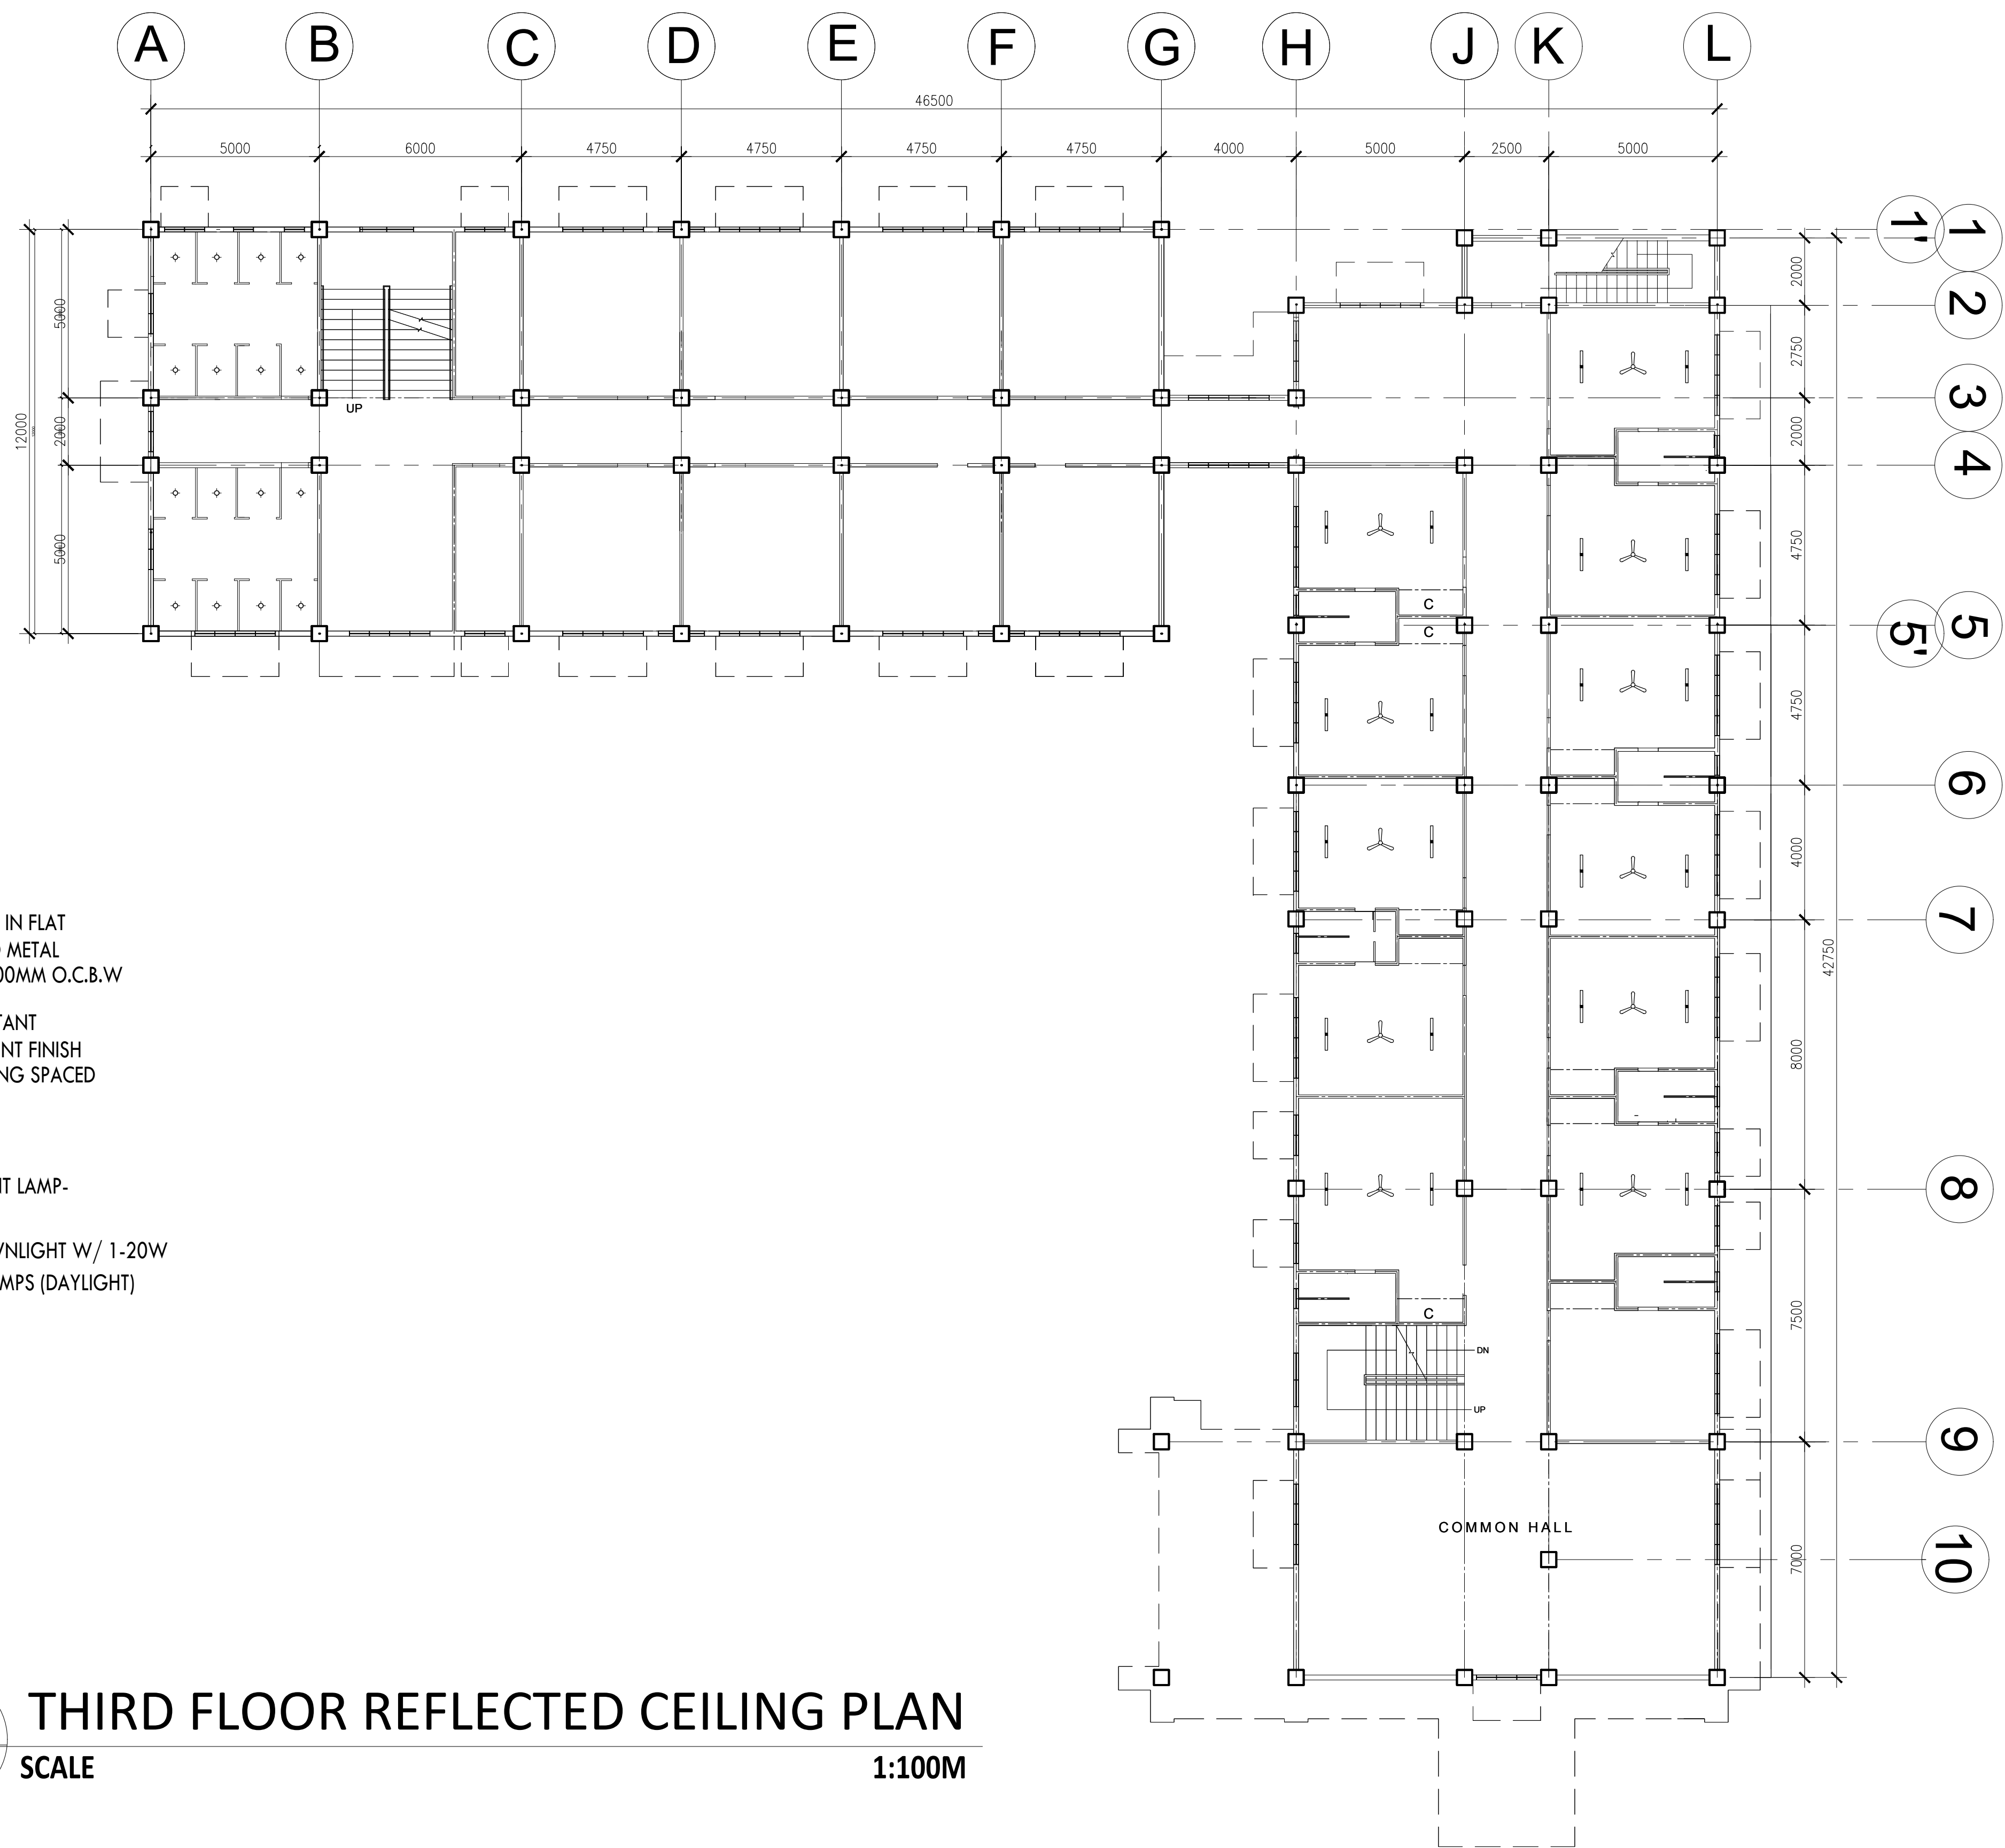 A B C D E F G H J K L
46500
5000 6000 4750 4750 4750 4750 4000 5000 2500 5000
1' 1
2
3
4
5' 5
6
7
8
9
10
2000
2750
2000
4750
4750
4000
8000
7500
7000
42750
12000
5000
2000
5000
UP
C
C
C
DN
UP
COMMON HALL
IN FLAT
METAL
00MM O.C.B.W
TANT
NT FINISH
NG SPACED
T LAMP-
NLIGHT W/ 1-20W
MPS (DAYLIGHT)
THIRD FLOOR REFLECTED CEILING PLAN
SCALE 1:100M